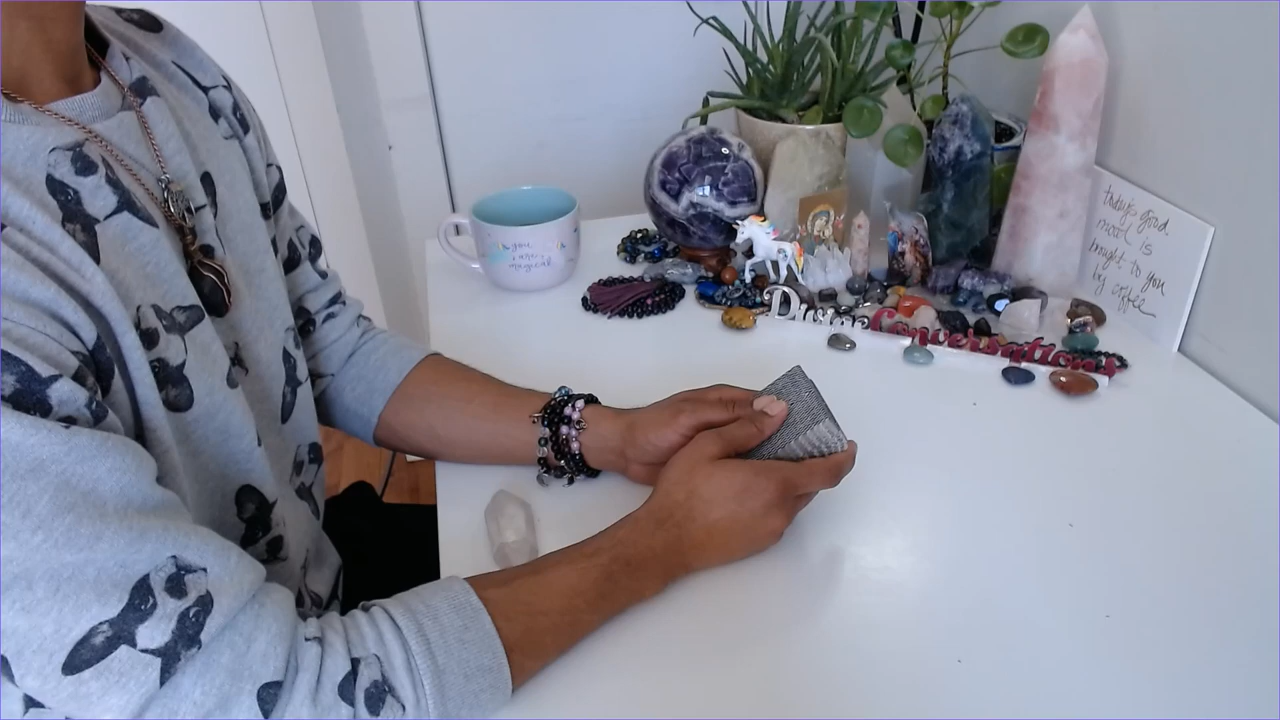 you
are
magical
Divine Conversations
today's good
mood is
brought to you
by coffee